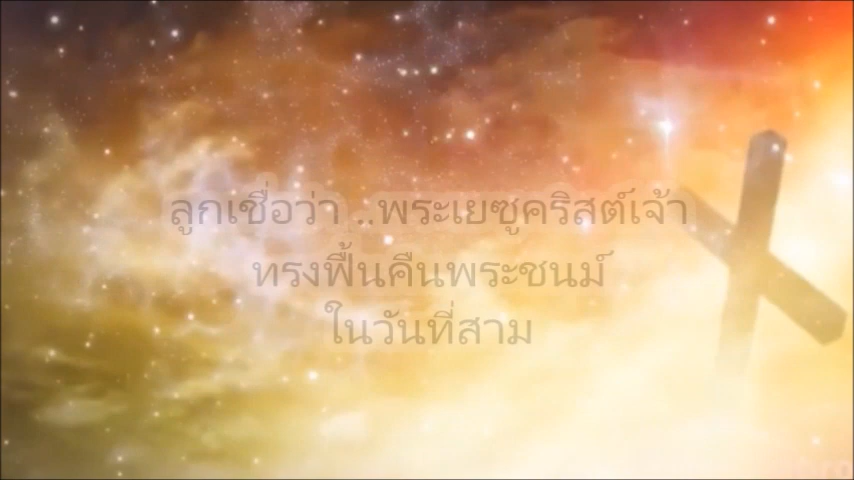 ลูกเชื่อว่า ..พระเยซูคริสต์เจ้า
ทรงฟื้นคืนพระชนม์
ในวันที่สาม